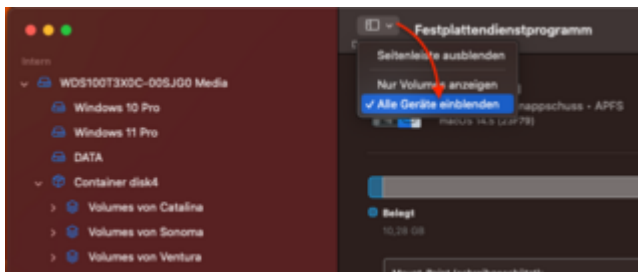 Intern
WDS100T3X0C-00SJG0 Media
Windows 10 Pro
Windows 11 Pro
DATA
Container disk4
Volumes von Catalina
Volumes von Sonoma
Volumes von Ventura
Festplattendienstprogramm
Seitenleiste ausblenden
Nur Volumes anzeigen
✓ Alle Geräte einblenden
nappschuss - APFS
macOS 14.5 (23F79)
Belegt
10,28 GB